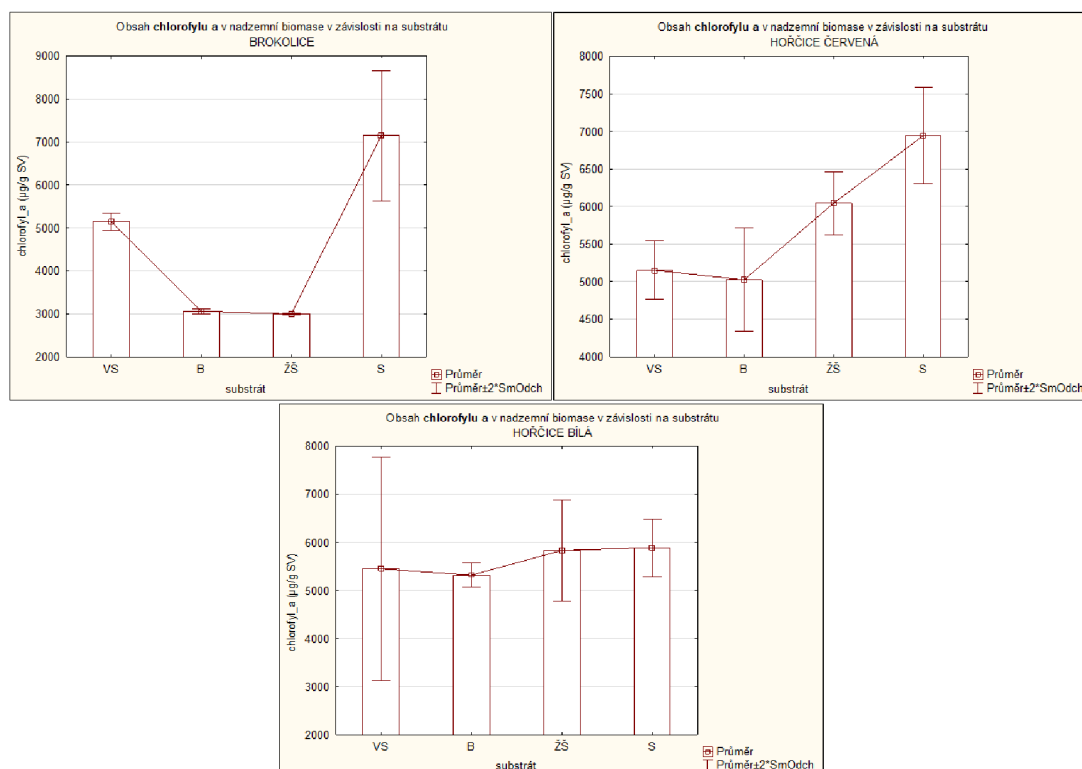 Obsah chlorofylu a v nadzemní biomase v závislosti na substrátu
BROKOLICE
9000
8000
7000
6000
5000
4000
3000
2000
chlorofyl_a (µg/g SV)
VS B ŽŠ S
substrát
Průměr
Průměr±2*SmOdch
Obsah chlorofylu a v nadzemní biomase v závislosti na substrátu
HOŘČICE ČERVENÁ
8000
7500
7000
6500
6000
5500
5000
4500
4000
chlorofyl_a (µg/g SV)
VS B ŽŠ S
substrát
Průměr
Průměr±2*SmOdch
Obsah chlorofylu a v nadzemní biomase v závislosti na substrátu
HOŘČICE BÍLÁ
8000
7000
6000
5000
4000
3000
2000
chlorofyl_a (µg/g SV)
VS B ŽŠ S
substrát
Průměr
Průměr±2*SmOdch